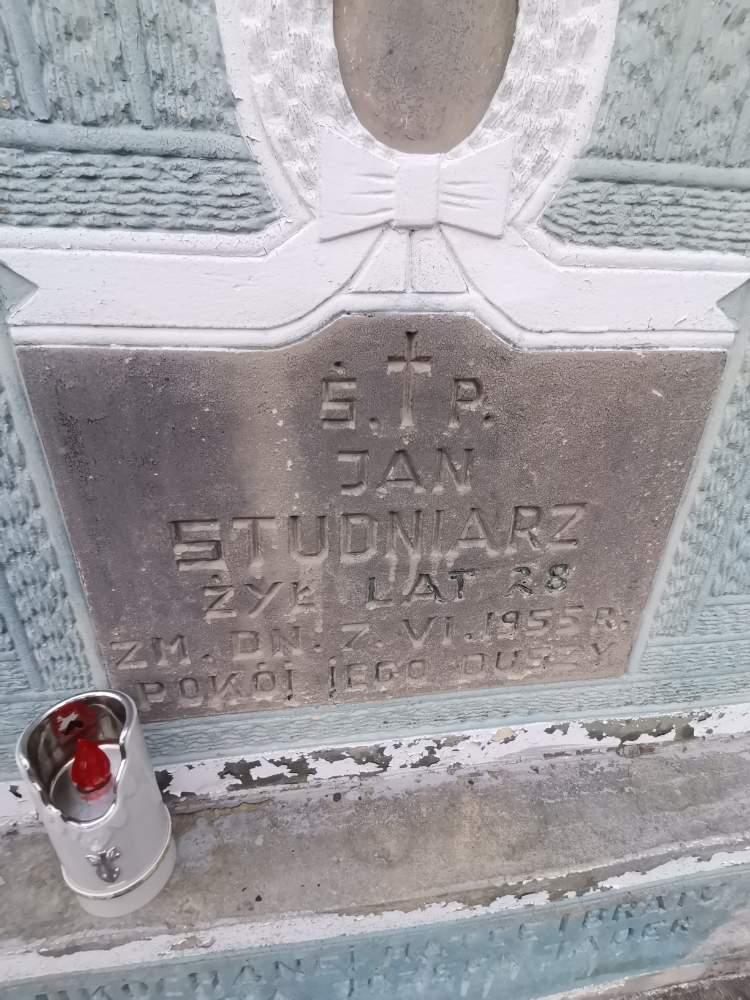 Ś. P.
JAN
STUDNIARZ
ŻYŁ LAT 28
ZM. DN. 7. VI. 1955 R.
POKÓJ JEGO DUSZY